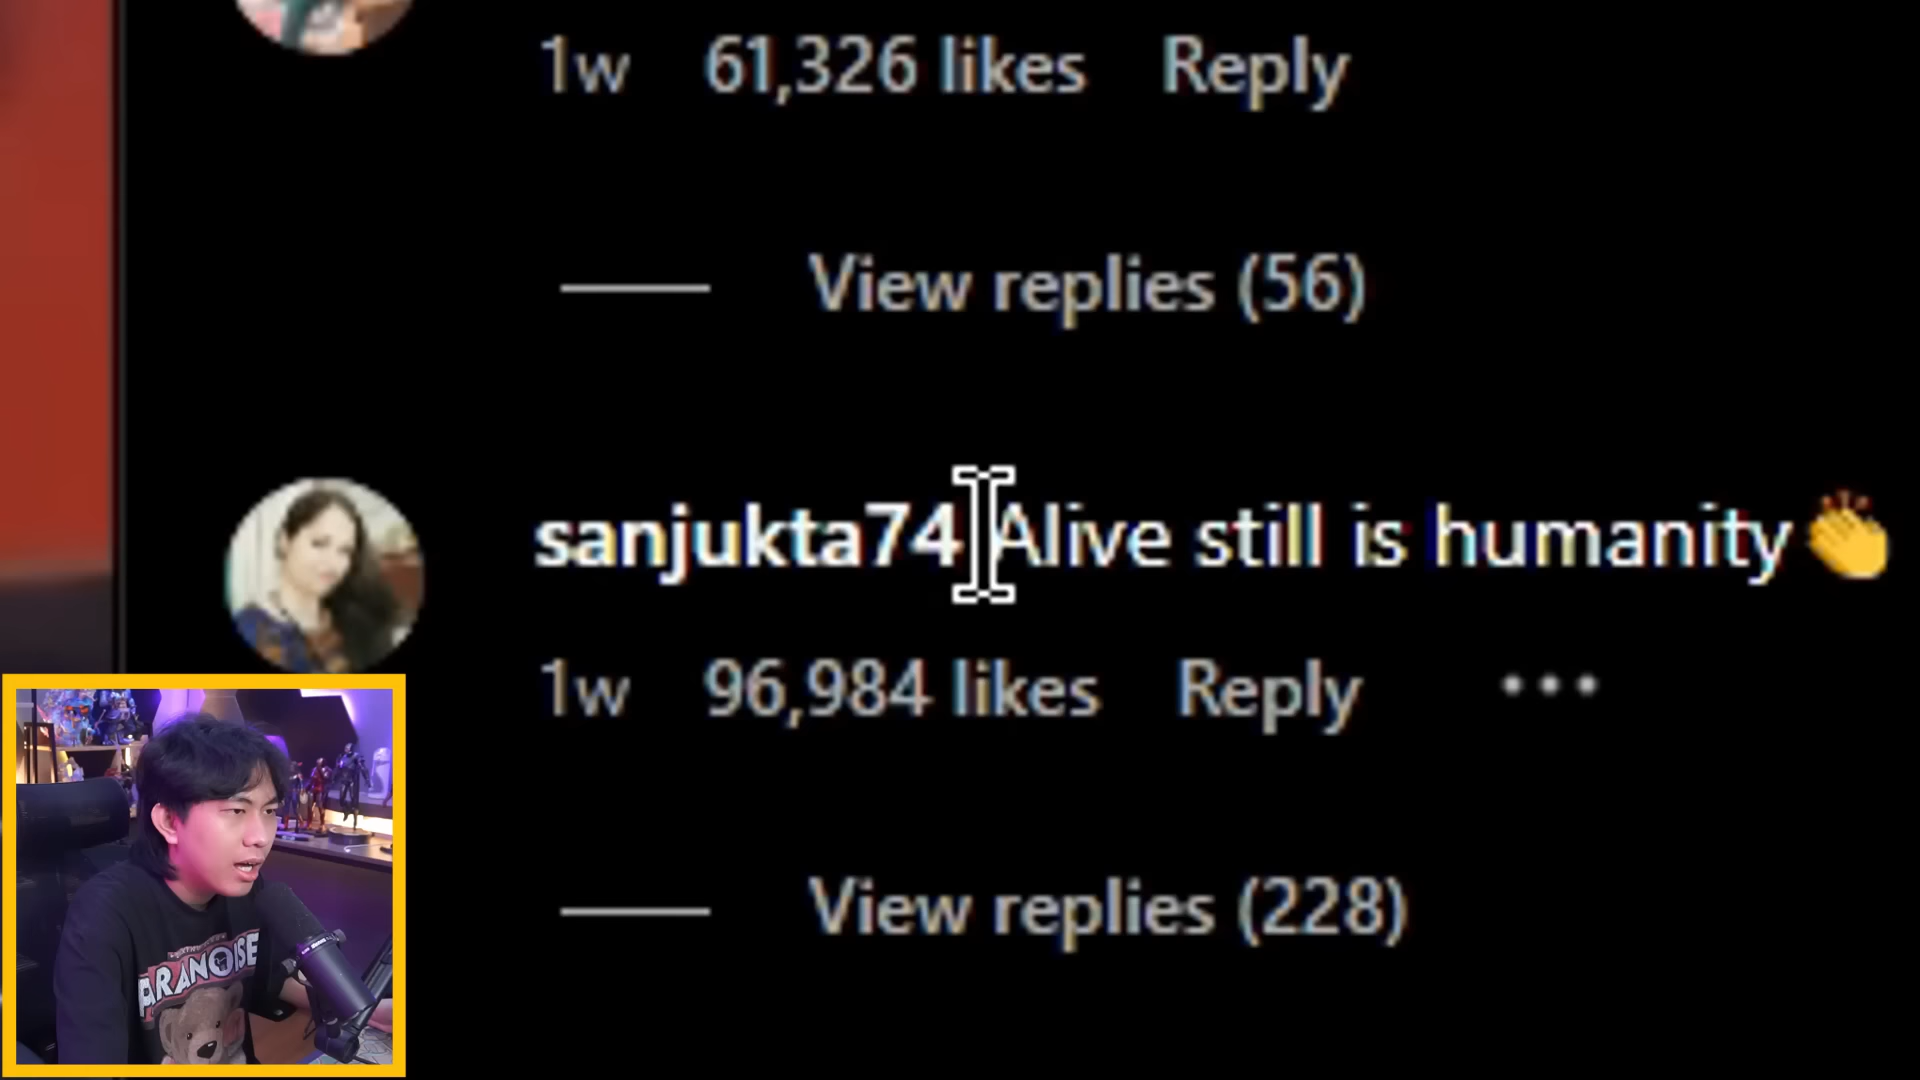 1w 61,326 likes Reply
View replies (56)
sanjukta74 Alive still is humanity👏
1w 96,984 likes Reply •••
View replies (228)